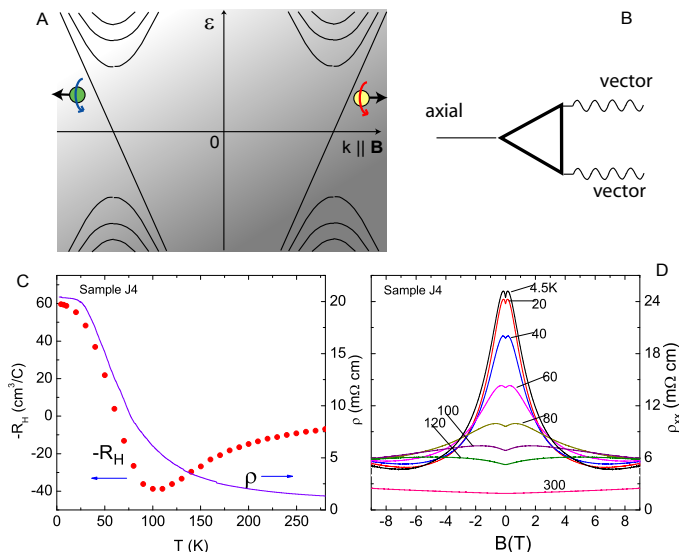 A
ε
0
k || B
B
axial
vector
vector
C
Sample J4
-R_H (cm³/C)
60
40
20
0
-20
-40
-R_H
ρ
20
15
10
5
0
ρ (mΩ cm)
0
50
100
150
200
250
T (K)
D
Sample J4
4.5K
20
40
60
80
100
120
300
24
18
12
6
0
ρxx (mΩ cm)
-8 -6 -4 -2 0 2 4 6 8
B(T)